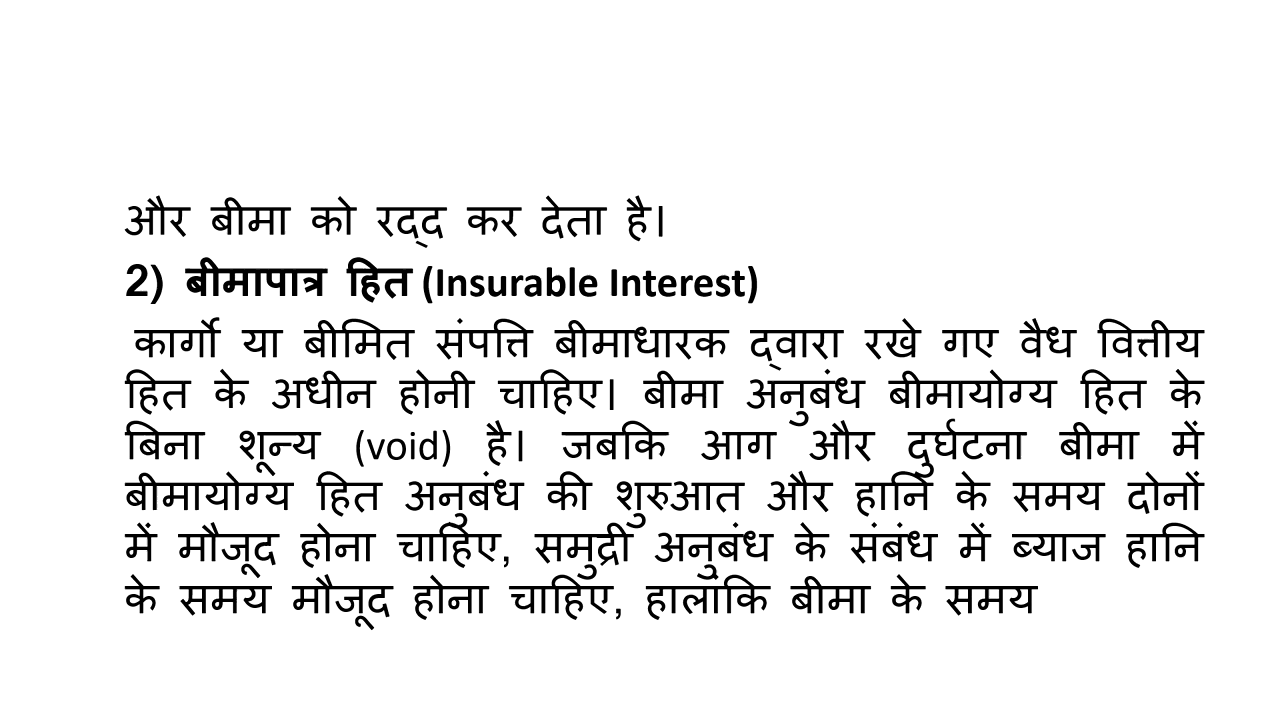 और बीमा को रद्द कर देता है।
2) बीमापात्र हित (Insurable Interest)
कार्गो या बीमित संपत्ति बीमाधारक द्वारा रखे गए वैध वित्तीय
हित के अधीन होनी चाहिए। बीमा अनुबंध बीमायोग्य हित के
बिना शून्य (void) है। जबकि आग और दुर्घटना बीमा में
बीमायोग्य हित अनुबंध की शुरुआत और हानि के समय दोनों
में मौजूद होना चाहिए, समुद्री अनुबंध के संबंध में ब्याज हानि
के समय मौजूद होना चाहिए, हालांकि बीमा के समय